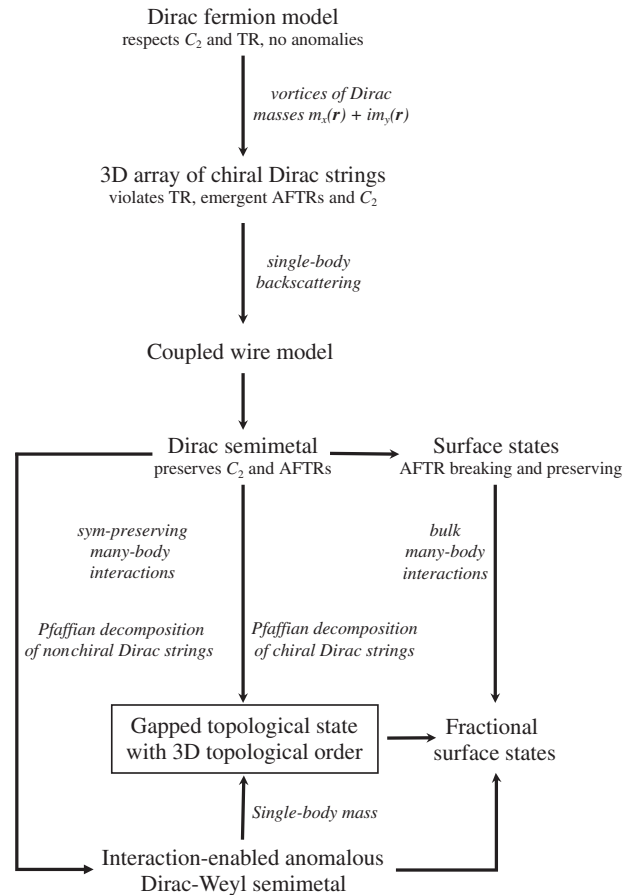 Dirac fermion model
respects C₂ and TR, no anomalies
vortices of Dirac
masses mₓ(r) + imᵧ(r)
3D array of chiral Dirac strings
violates TR, emergent AFTRs and C₂
single-body
backscattering
Coupled wire model
Dirac semimetal
preserves C₂ and AFTRs
Surface states
AFTR breaking and preserving
sym-preserving
many-body
interactions
bulk
many-body
interactions
Pfaffian decomposition
of nonchiral Dirac strings
Pfaffian decomposition
of chiral Dirac strings
Gapped topological state
with 3D topological order
Fractional
surface states
Single-body mass
Interaction-enabled anomalous
Dirac-Weyl semimetal